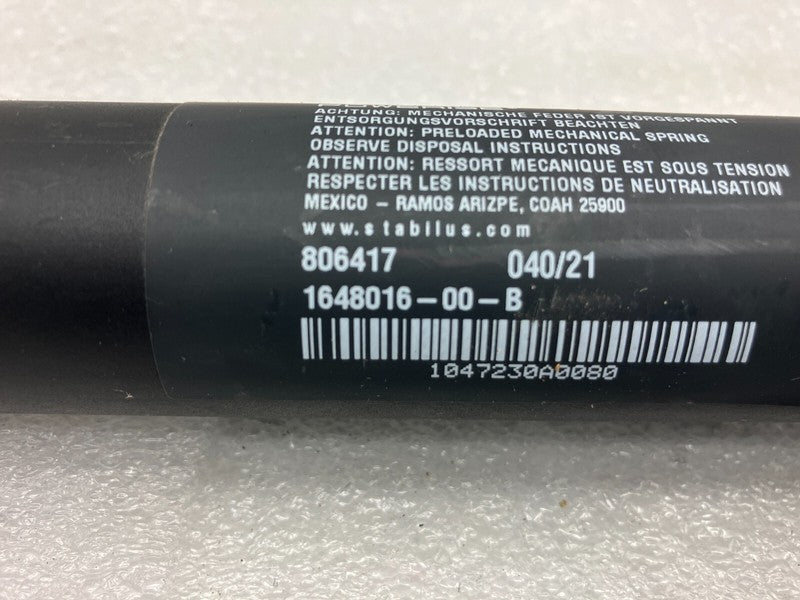 ACHTUNG: MECHANISCHE FEDER IST VORGESPANNT
ENTSORGUNGSVORSCHRIFT BEACHTEN
ATTENTION: PRELOADED MECHANICAL SPRING
OBSERVE DISPOSAL INSTRUCTIONS
ATTENTION: RESSORT MECANIQUE EST SOUS TENSION
RESPECTER LES INSTRUCTIONS DE NEUTRALISATION
MEXICO - RAMOS ARIZPE, COAH 25900
www.stabilus.com
806417 040/21
1648016-00-B
1047230A0080